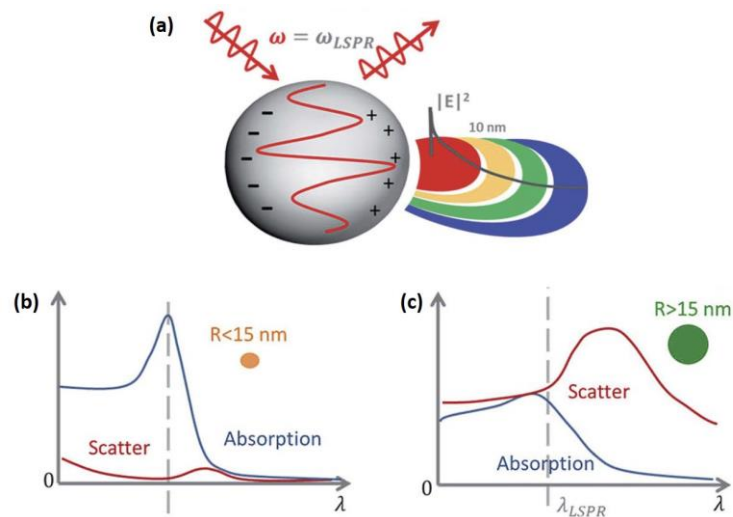 (a)
ω = ω_LSPR
|E|²
10 nm
− − − − −
+ + + + +
(b)
R<15 nm
Scatter
Absorption
0
λ
(c)
R>15 nm
Scatter
Absorption
0
λ_LSPR
λ